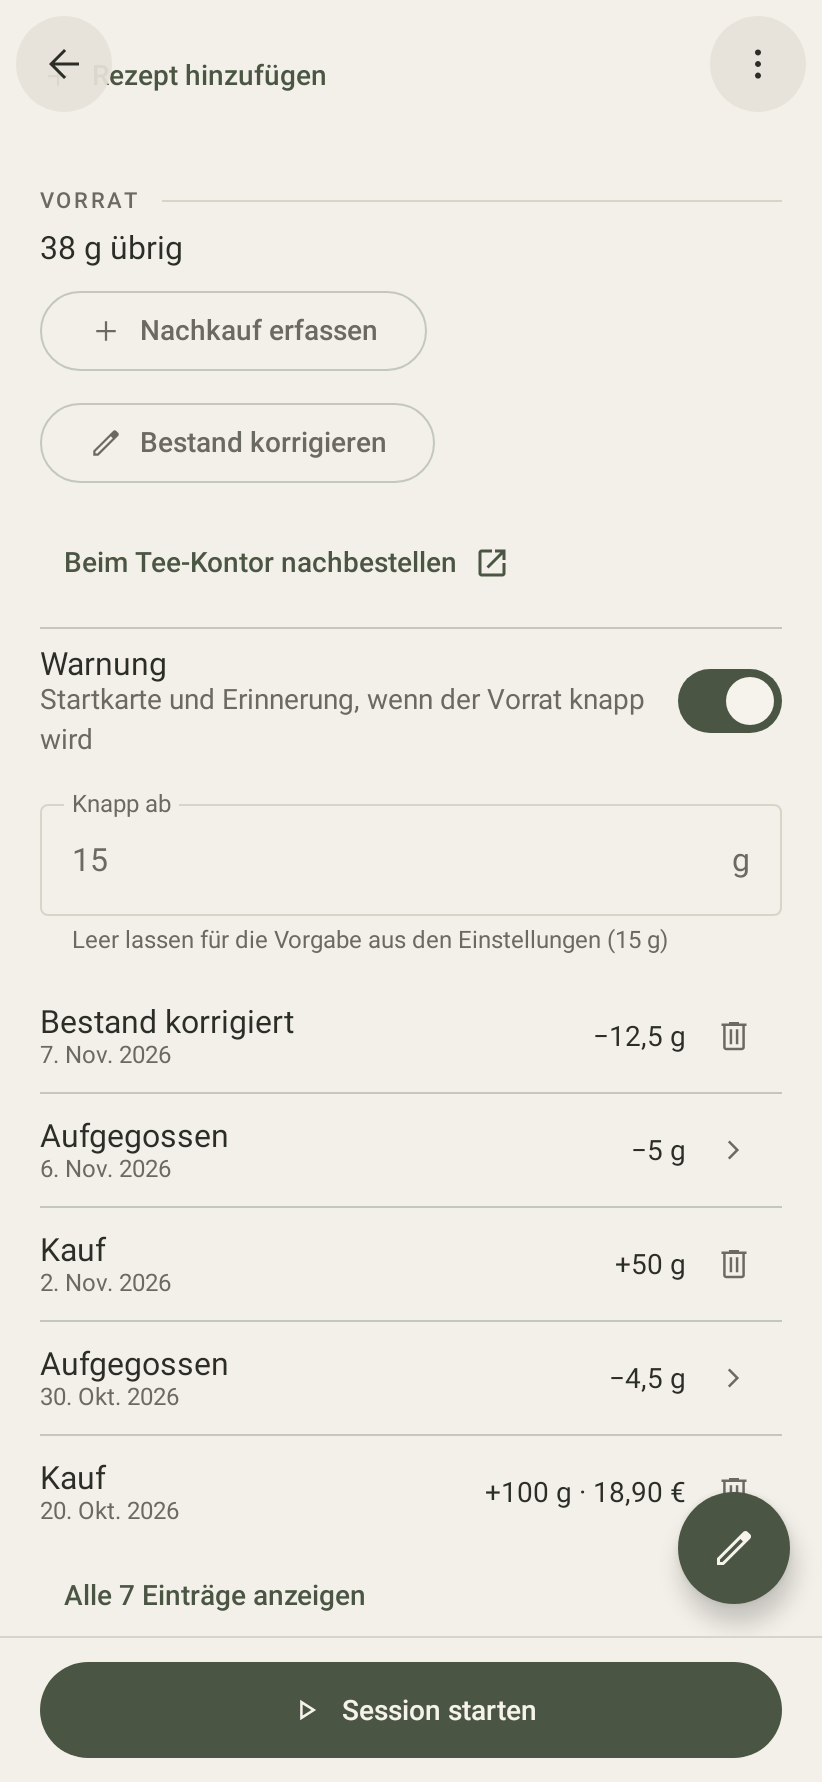 Rezept hinzufügen
VORRAT
38 g übrig
Nachkauf erfassen
Bestand korrigieren
Beim Tee-Kontor nachbestellen
Warnung
Startkarte und Erinnerung, wenn der Vorrat knapp
wird
Knapp ab
15 g
Leer lassen für die Vorgabe aus den Einstellungen (15 g)
Bestand korrigiert
−12,5 g
7. Nov. 2026
Aufgegossen
−5 g
6. Nov. 2026
Kauf
+50 g
2. Nov. 2026
Aufgegossen
−4,5 g
30. Okt. 2026
Kauf
+100 g · 18,90 €
20. Okt. 2026
Alle 7 Einträge anzeigen
Session starten